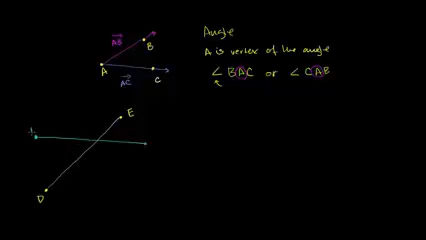 Angle
AB
B
A is vertex of the angle
A
∠ BAC or ∠ CAB
AC
C
E
D